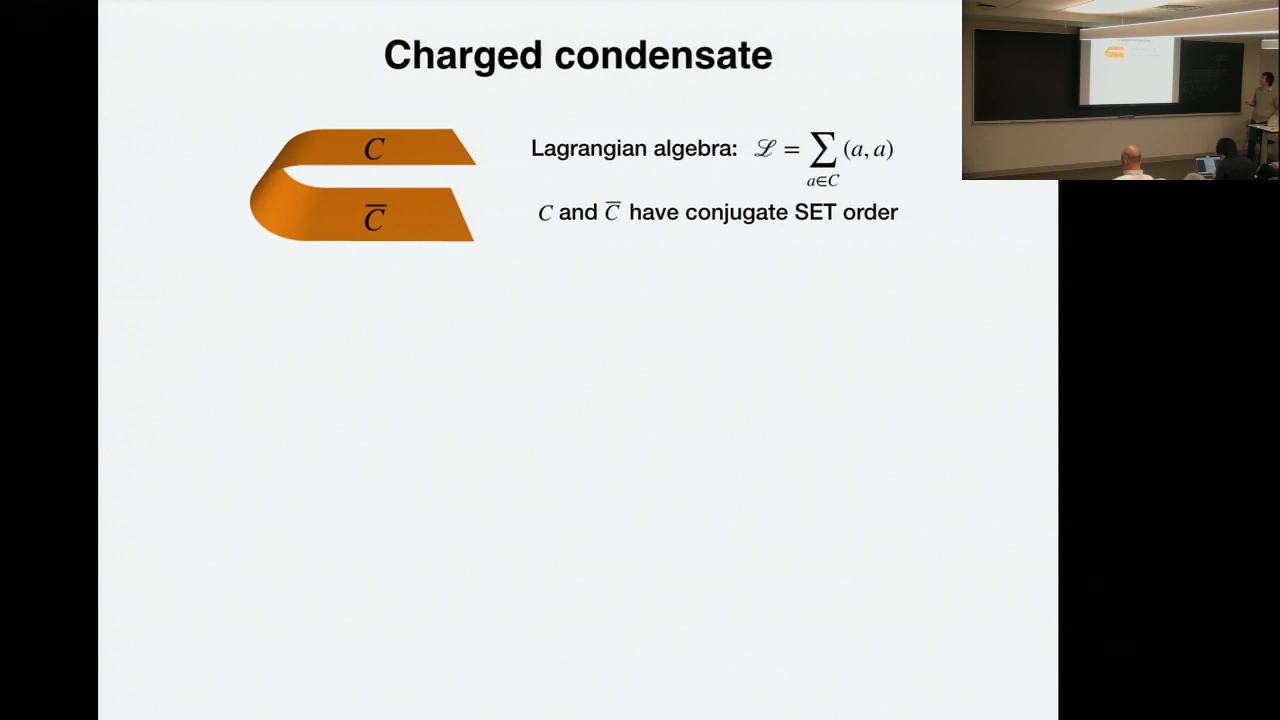 Charged condensate
C
C̅
Lagrangian algebra: ℒ = ∑ (a, a)
a∈C
C and C̅ have conjugate SET order